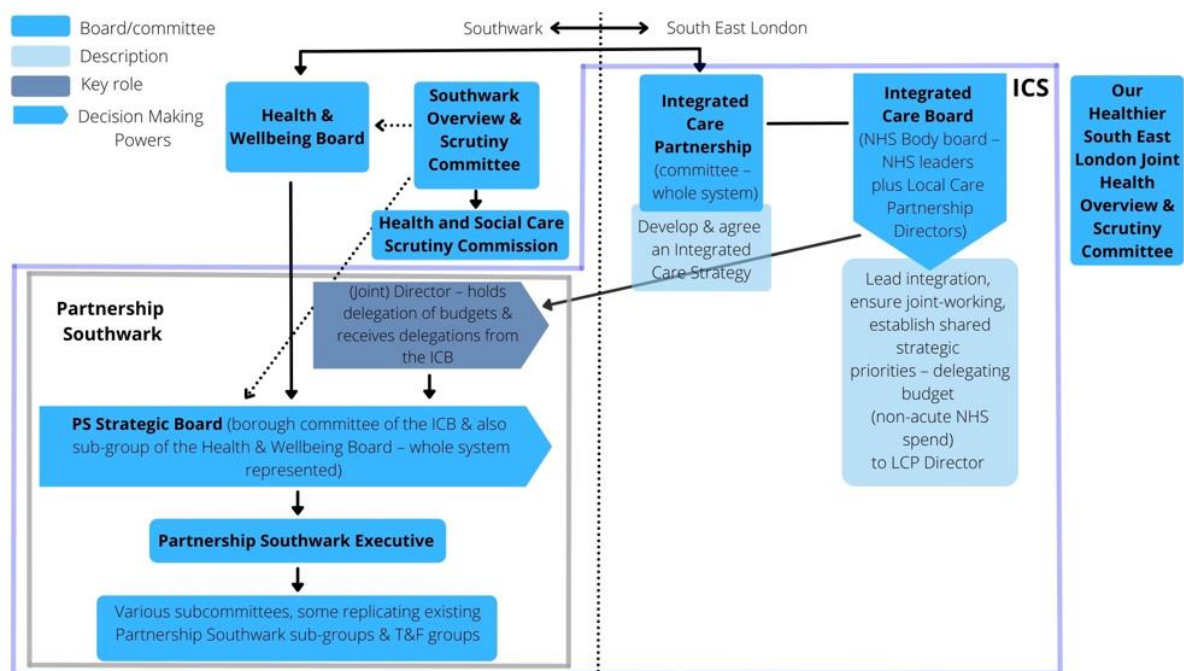 Board/committee
Description
Key role
Decision Making
Powers
Southwark
South East London
Health &
Wellbeing Board
Southwark
Overview &
Scrutiny
Committee
Health and Social Care
Scrutiny Commission
Integrated
Care
Partnership
(committee –
whole system)
Develop & agree
an Integrated
Care Strategy
Integrated
Care Board
(NHS Body board –
NHS leaders
plus Local Care
Partnership
Directors)
ICS
Lead integration,
ensure joint-working,
establish shared
strategic
priorities – delegating
budget
(non-acute NHS
spend)
to LCP Director
Our
Healthier
South East
London Joint
Health
Overview &
Scrutiny
Committee
Partnership
Southwark
(Joint) Director – holds
delegation of budgets &
receives delegations from
the ICB
PS Strategic Board (borough committee of the ICB & also
sub-group of the Health & Wellbeing Board – whole system
represented)
Partnership Southwark Executive
Various subcommittees, some replicating existing
Partnership Southwark sub-groups & T&F groups